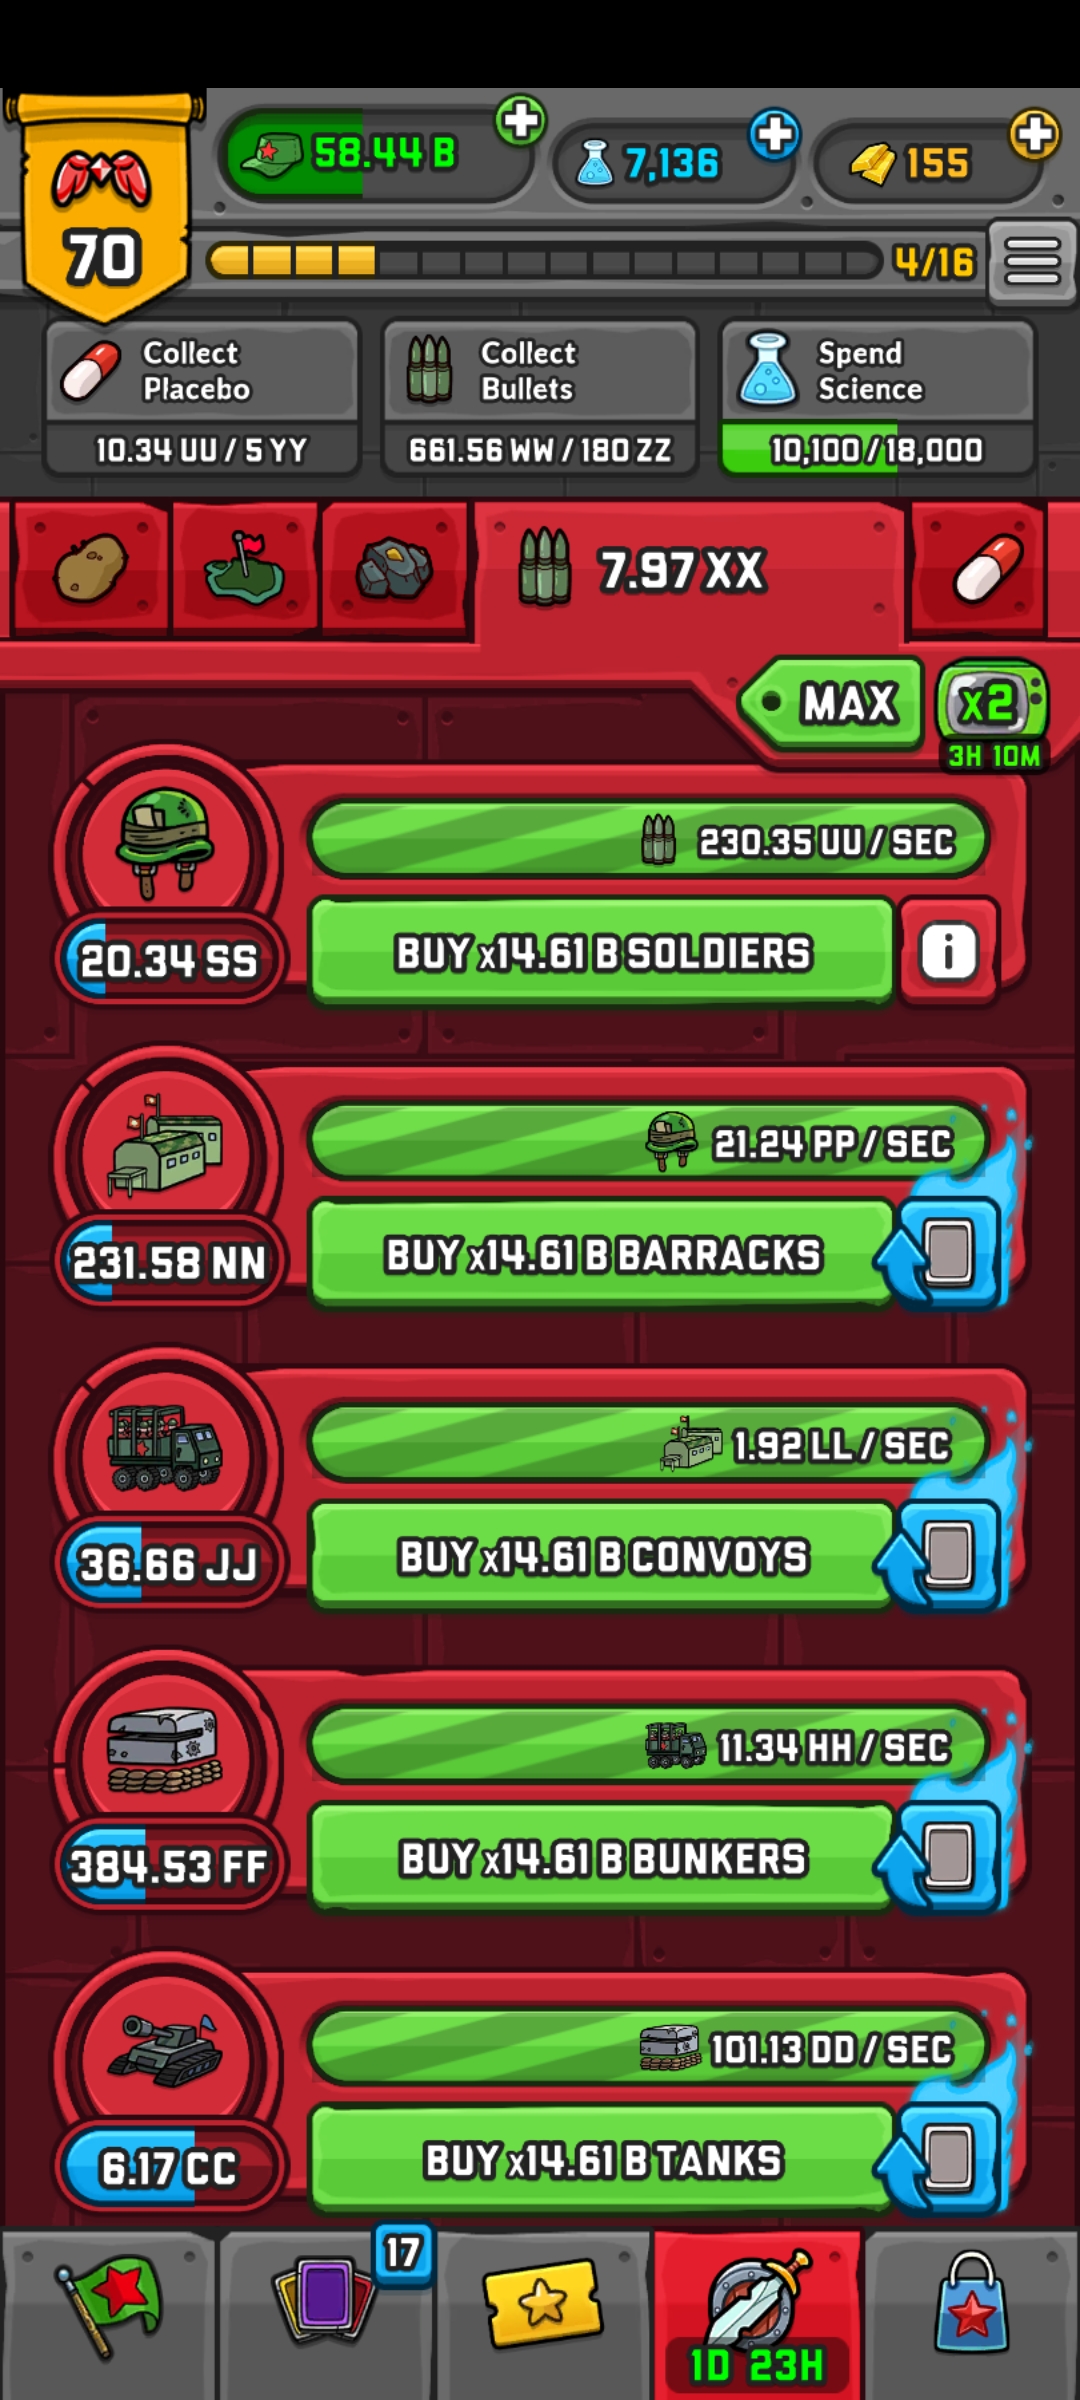 58.44 B
7,136
155
70
4/16
Collect
Placebo
10.34 UU / 5 YY
Collect
Bullets
661.56 WW / 180 ZZ
Spend
Science
10,100 / 18,000
7.97 XX
MAX
x2
3H 10M
230.35 UU / SEC
20.34 SS
BUY x14.61 B SOLDIERS
i
21.24 PP / SEC
231.58 NN
BUY x14.61 B BARRACKS
1.92 LL / SEC
36.66 JJ
BUY x14.61 B CONVOYS
11.34 HH / SEC
384.53 FF
BUY x14.61 B BUNKERS
101.13 DD / SEC
6.17 CC
BUY x14.61 B TANKS
17
1D 23H